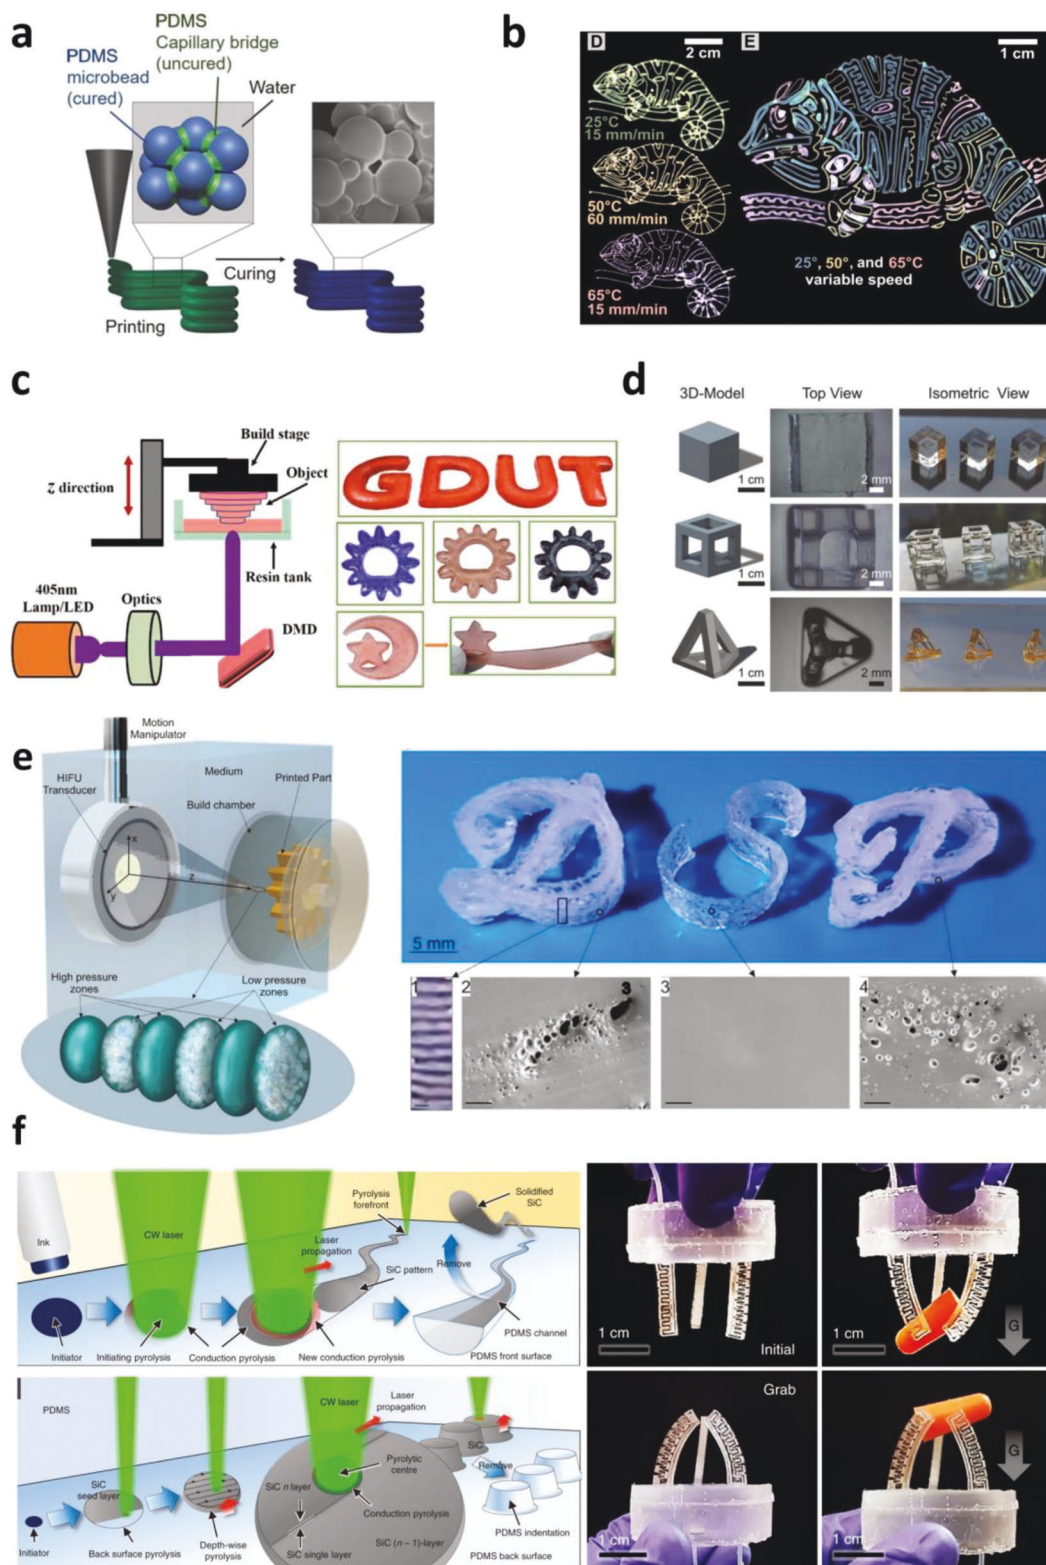 a
PDMS
Capillary bridge
(uncured)
PDMS
microbead
(cured)
Water
Curing
Printing
b
D
2 cm
E
1 cm
25°C
15 mm/min
50°C
60 mm/min
65°C
15 mm/min
25°, 50°, and 65°C
variable speed
c
Build stage
z direction
Object
Resin tank
405nm
Lamp/LED
Optics
DMD
GDUT
d
3D-Model
Top View
Isometric View
1 cm
2 mm
1 cm
2 mm
1 cm
2 mm
e
Motion
Manipulator
HIFU
Transducer
Medium
Printed Part
Build chamber
x
y
z
High pressure
zones
Low pressure
zones
DSP
5 mm
1
2
3
3
4
f
Ink
CW laser
Pyrolysis
forefront
Solidified
SiC
Laser
propagation
Remove
SiC pattern
PDMS channel
Initiator
Initiating pyrolysis
Conduction pyrolysis
New conduction pyrolysis
PDMS front surface
1 cm
Initial
1 cm
G
PDMS
CW laser
Laser
propagation
SiC
seed layer
Pyrolytic
centre
SiC
Remove
SiC n layer
Conduction pyrolysis
Initiator
Back surface pyrolysis
Depth-wise
pyrolysis
SiC single layer
SiC (n − 1)-layer
PDMS indentation
PDMS back surface
Grab
1 cm
G
1 cm